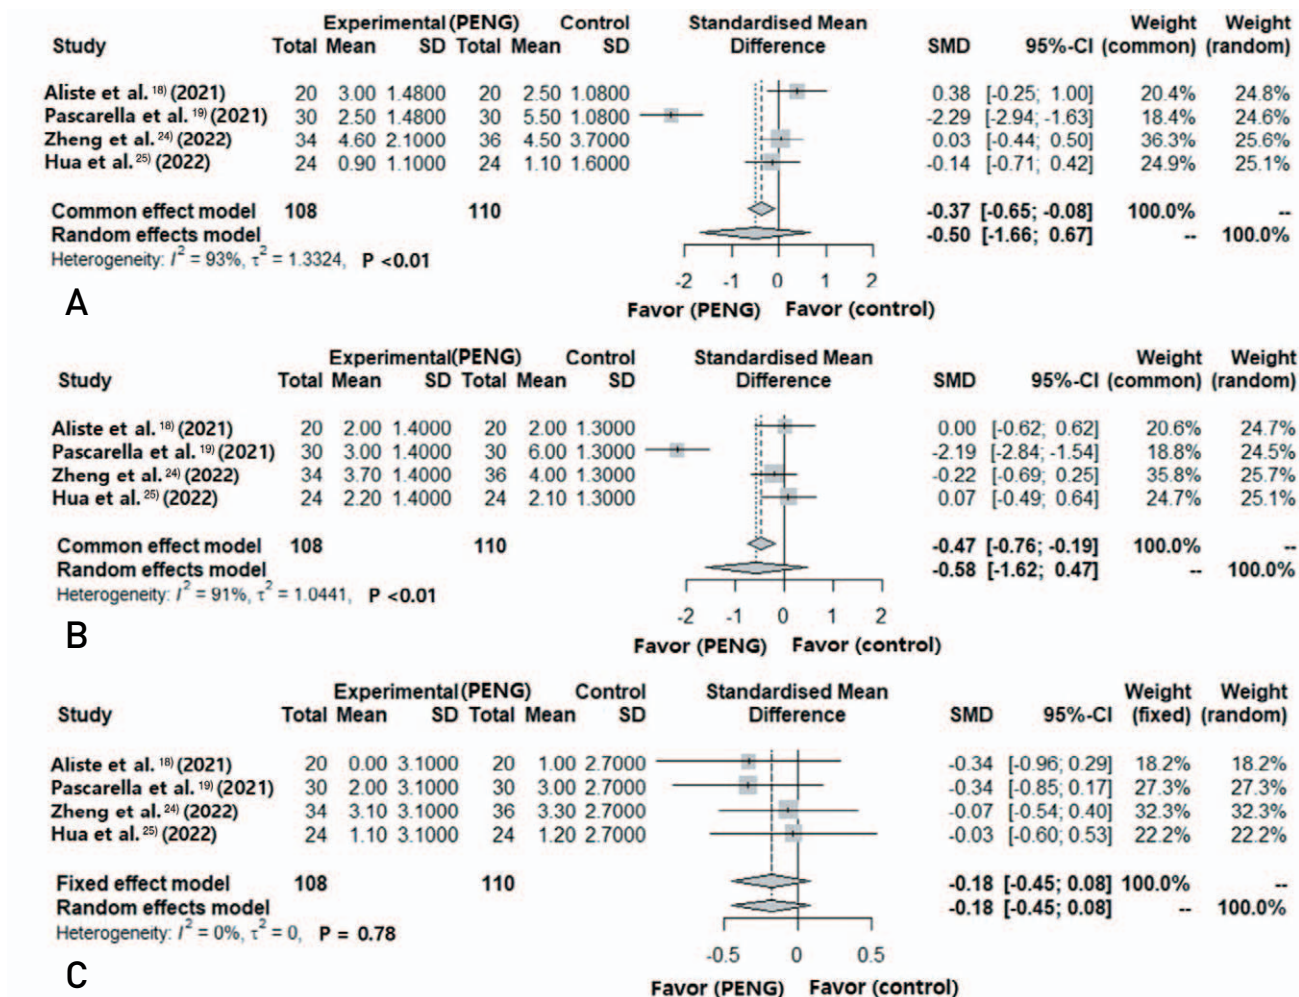 Experimental(PENG) Control Standardised Mean Weight Weight
Study Total Mean SD Total Mean SD Difference SMD 95%-CI (common) (random)
Aliste et al. 18) (2021) 20 3.00 1.4800 20 2.50 1.0800 0.38 [-0.25; 1.00] 20.4% 24.8%
Pascarella et al. 19) (2021) 30 2.50 1.4800 30 5.50 1.0800 -2.29 [-2.94; -1.63] 18.4% 24.6%
Zheng et al. 24) (2022) 34 4.60 2.1000 36 4.50 3.7000 0.03 [-0.44; 0.50] 36.3% 25.6%
Hua et al. 25) (2022) 24 0.90 1.1000 24 1.10 1.6000 -0.14 [-0.71; 0.42] 24.9% 25.1%
Common effect model 108 110 -0.37 [-0.65; -0.08] 100.0% --
Random effects model -0.50 [-1.66; 0.67] -- 100.0%
Heterogeneity: I² = 93%, τ² = 1.3324, P <0.01
-2 -1 0 1 2
A Favor (PENG) Favor (control)
Experimental(PENG) Control Standardised Mean Weight Weight
Study Total Mean SD Total Mean SD Difference SMD 95%-CI (common) (random)
Aliste et al. 18) (2021) 20 2.00 1.4000 20 2.00 1.3000 0.00 [-0.62; 0.62] 20.6% 24.7%
Pascarella et al. 19) (2021) 30 3.00 1.4000 30 6.00 1.3000 -2.19 [-2.84; -1.54] 18.8% 24.5%
Zheng et al. 24) (2022) 34 3.70 1.4000 36 4.00 1.3000 -0.22 [-0.69; 0.25] 35.8% 25.7%
Hua et al. 25) (2022) 24 2.20 1.4000 24 2.10 1.3000 0.07 [-0.49; 0.64] 24.7% 25.1%
Common effect model 108 110 -0.47 [-0.76; -0.19] 100.0% --
Random effects model -0.58 [-1.62; 0.47] -- 100.0%
Heterogeneity: I² = 91%, τ² = 1.0441, P <0.01
-2 -1 0 1 2
B Favor (PENG) Favor (control)
Experimental(PENG) Control Standardised Mean Weight Weight
Study Total Mean SD Total Mean SD Difference SMD 95%-CI (fixed) (random)
Aliste et al. 18) (2021) 20 0.00 3.1000 20 1.00 2.7000 -0.34 [-0.96; 0.29] 18.2% 18.2%
Pascarella et al. 19) (2021) 30 2.00 3.1000 30 3.00 2.7000 -0.34 [-0.85; 0.17] 27.3% 27.3%
Zheng et al. 24) (2022) 34 3.10 3.1000 36 3.30 2.7000 -0.07 [-0.54; 0.40] 32.3% 32.3%
Hua et al. 25) (2022) 24 1.10 3.1000 24 1.20 2.7000 -0.03 [-0.60; 0.53] 22.2% 22.2%
Fixed effect model 108 110 -0.18 [-0.45; 0.08] 100.0% --
Random effects model -0.18 [-0.45; 0.08] -- 100.0%
Heterogeneity: I² = 0%, τ² = 0, P = 0.78
-0.5 0 0.5
C Favor (PENG) Favor (control)